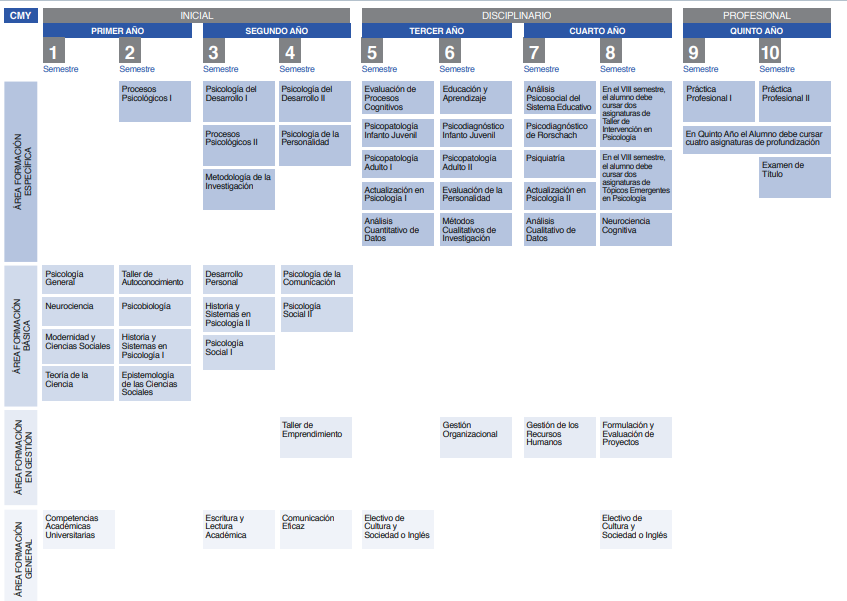 CMY
INICIAL
DISCIPLINARIO
PROFESIONAL
PRIMER AÑO
SEGUNDO AÑO
TERCER AÑO
CUARTO AÑO
QUINTO AÑO
1
Semestre
2
Semestre
3
Semestre
4
Semestre
5
Semestre
6
Semestre
7
Semestre
8
Semestre
9
Semestre
10
Semestre
ÁREA FORMACIÓN
ESPECÍFICA
Procesos
Psicológicos I
Psicología del
Desarrollo I
Procesos
Psicológicos II
Metodología de la
Investigación
Psicología del
Desarrollo II
Psicología de la
Personalidad
Evaluación de
Procesos
Cognitivos
Psicopatología
Infanto Juvenil
Psicopatología
Adulto I
Actualización en
Psicología I
Análisis
Cuantitativo de
Datos
Educación y
Aprendizaje
Psicodiagnóstico
Infanto Juvenil
Psicopatología
Adulto II
Evaluación de la
Personalidad
Métodos
Cualitativos de
Investigación
Análisis
Psicosocial del
Sistema Educativo
Psicodiagnóstico
de Rorschach
Psiquiatría
Actualización en
Psicología II
Análisis
Cualitativo de
Datos
En el VIII semestre,
el alumno debe
cursar dos
asignaturas de
Taller de
Intervención en
Psicología
En el VIII semestre,
el alumno debe
cursar dos
asignaturas de
Tópicos Emergentes
en Psicología
Neurociencia
Cognitiva
Práctica
Profesional I
Práctica
Profesional II
En Quinto Año el Alumno debe cursar
cuatro asignaturas de profundización
Examen de
Título
ÁREA FORMACIÓN
BÁSICA
Psicología
General
Neurociencia
Modernidad y
Ciencias Sociales
Teoría de la
Ciencia
Taller de
Autoconocimiento
Psicobiología
Historia y
Sistemas en
Psicología I
Epistemología
de las Ciencias
Sociales
Desarrollo
Personal
Historia y
Sistemas en
Psicología II
Psicología
Social I
Psicología de la
Comunicación
Psicología
Social II
ÁREA FORMACIÓN
EN GESTIÓN
Taller de
Emprendimiento
Gestión
Organizacional
Gestión de los
Recursos
Humanos
Formulación y
Evaluación de
Proyectos
ÁREA FORMACIÓN
GENERAL
Competencias
Académicas
Universitarias
Escritura y
Lectura
Académica
Comunicación
Eficaz
Electivo de
Cultura y
Sociedad o Inglés
Electivo de
Cultura y
Sociedad o Inglés